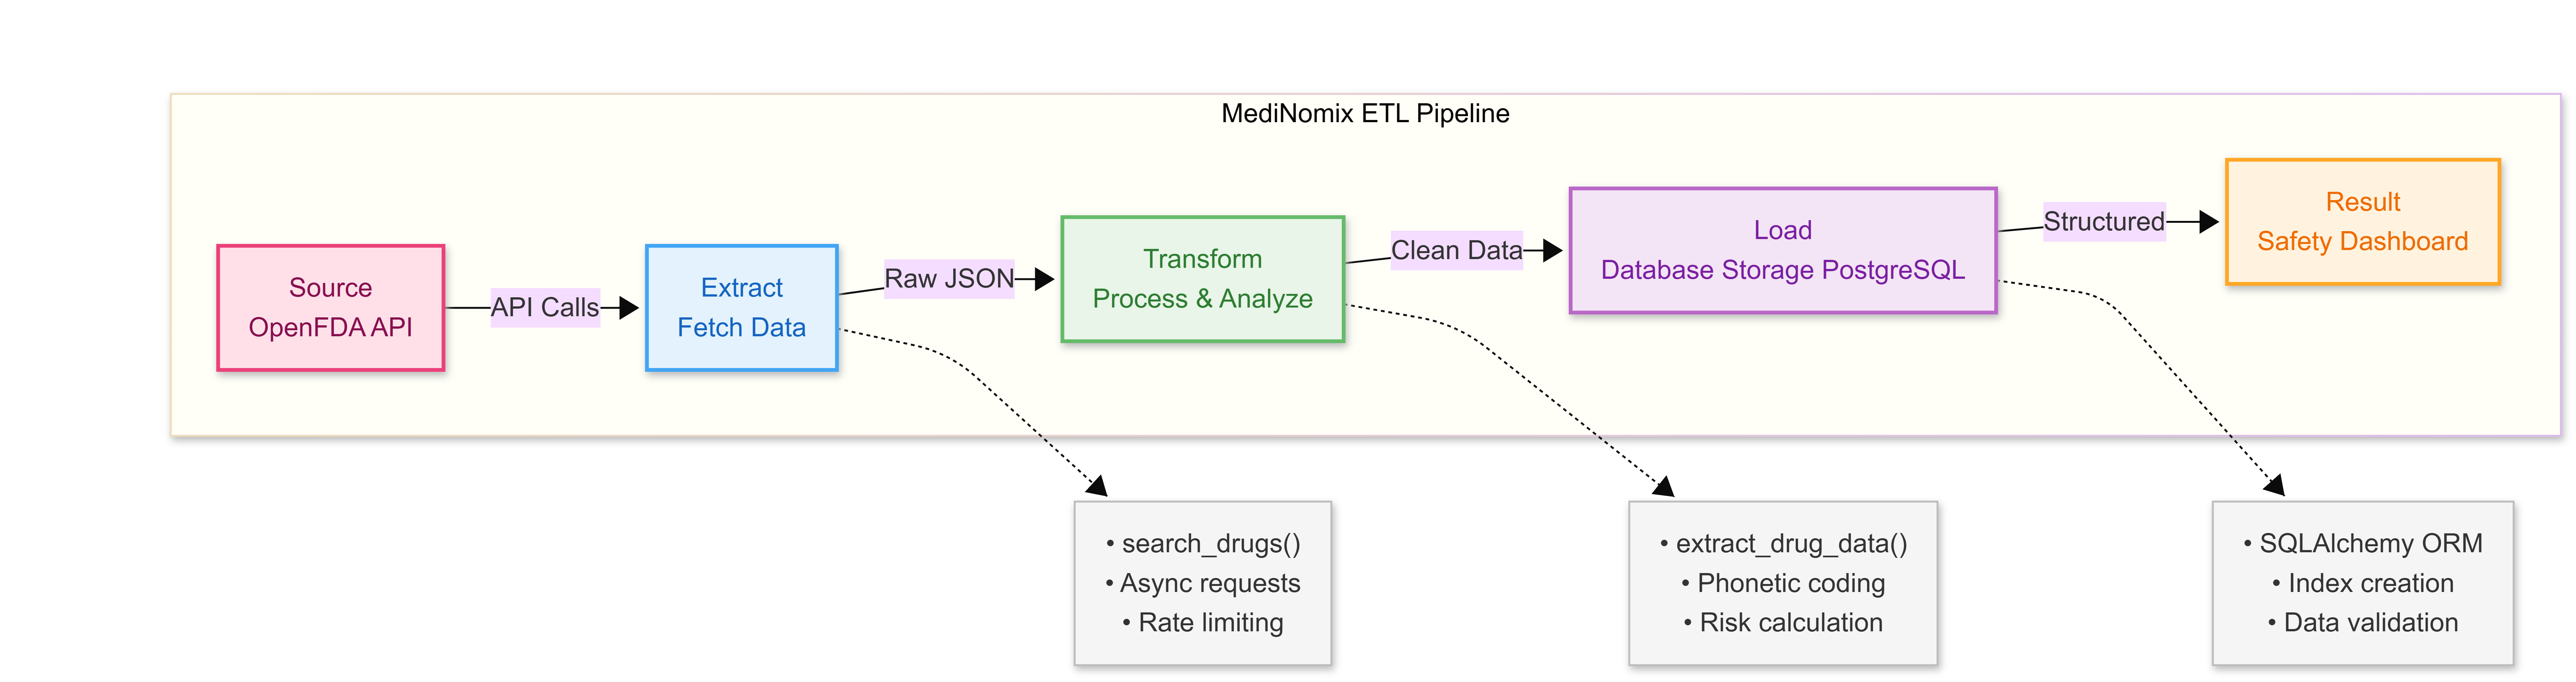 MediNomix ETL Pipeline
Source
OpenFDA API
API Calls
Extract
Fetch Data
Raw JSON
Transform
Process & Analyze
Clean Data
Load
Database Storage PostgreSQL
Structured
Result
Safety Dashboard
• search_drugs()
• Async requests
• Rate limiting
• extract_drug_data()
• Phonetic coding
• Risk calculation
• SQLAlchemy ORM
• Index creation
• Data validation